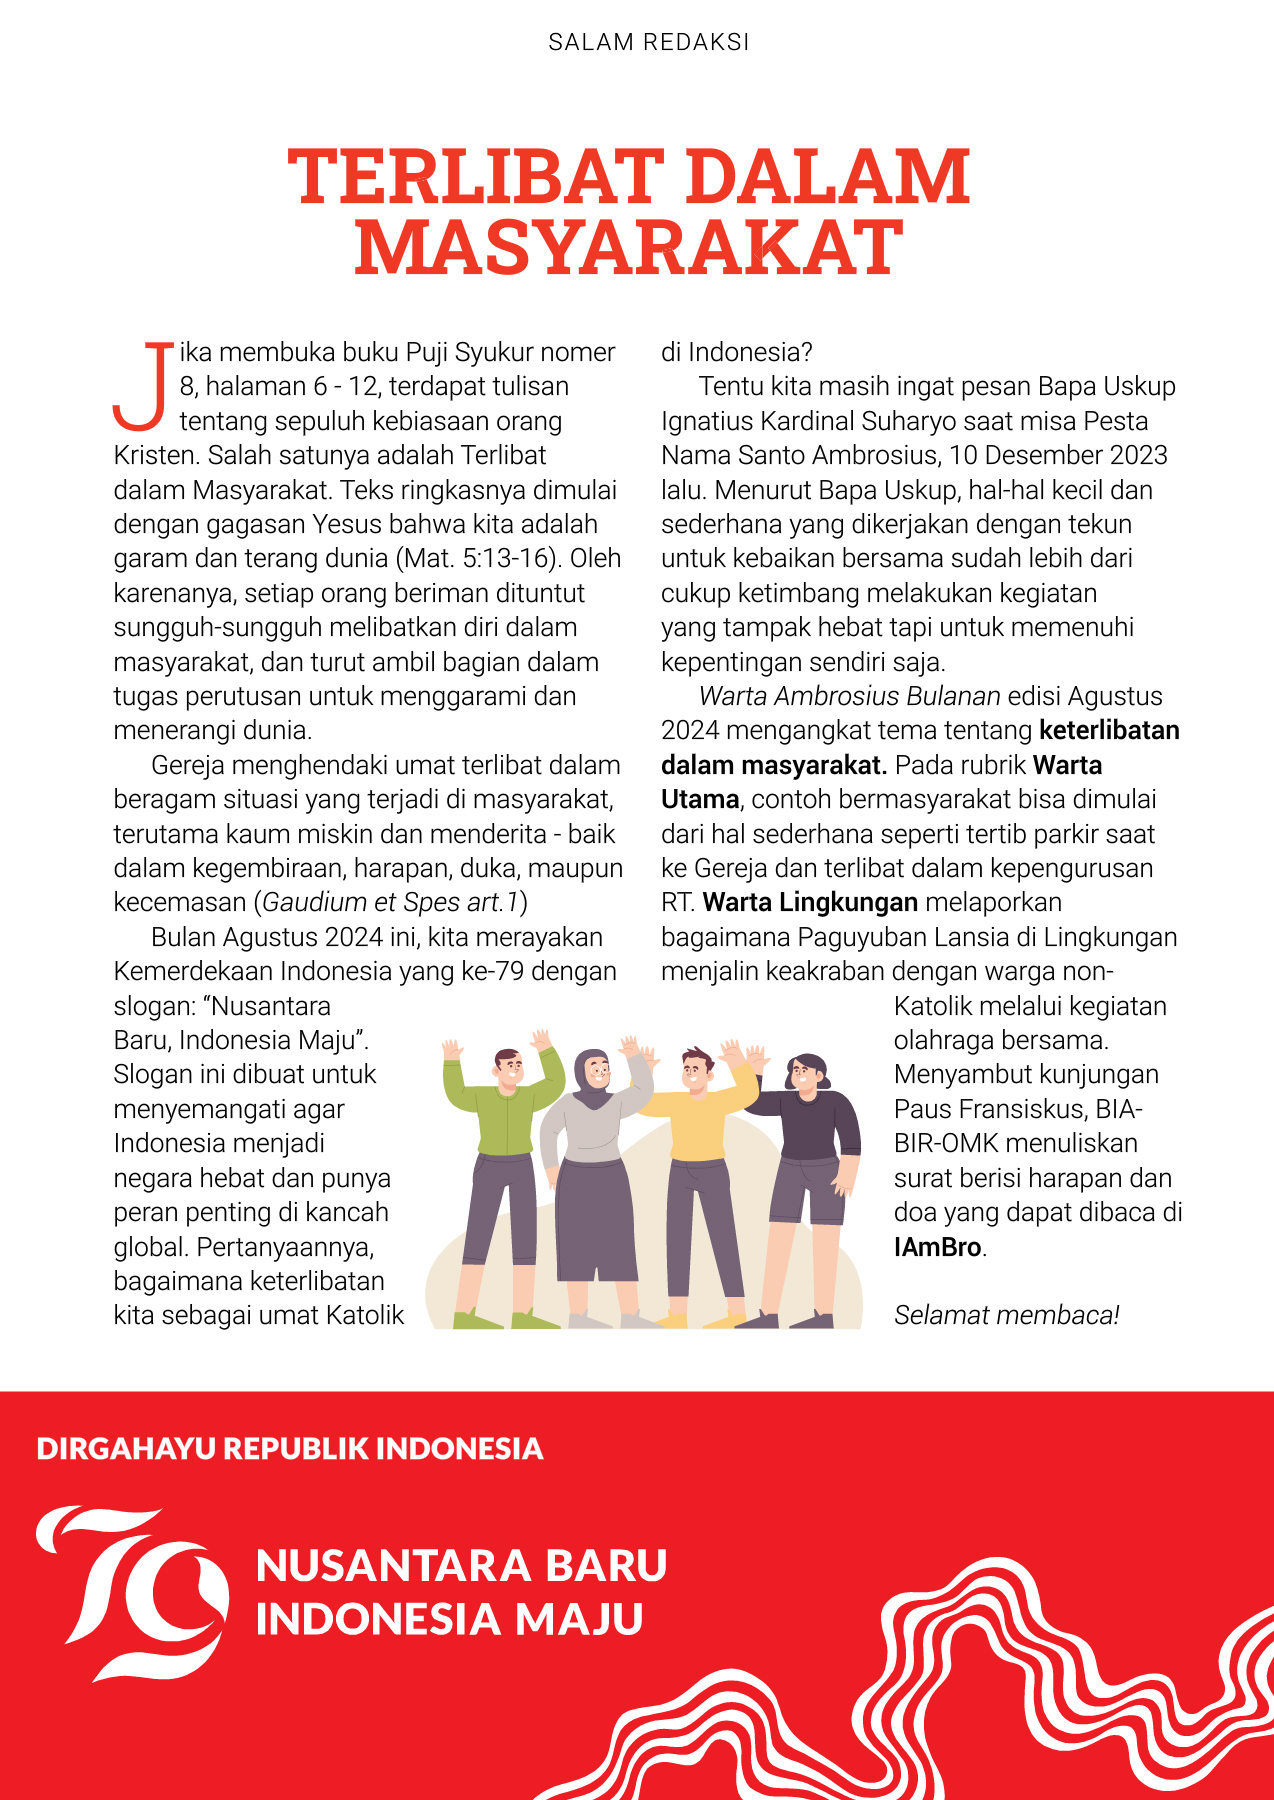 SALAM REDAKSI
TERLIBAT DALAM
MASYARAKAT
Jika membuka buku Puji Syukur nomer
8, halaman 6 - 12, terdapat tulisan
tentang sepuluh kebiasaan orang
Kristen. Salah satunya adalah Terlibat
dalam Masyarakat. Teks ringkasnya dimulai
dengan gagasan Yesus bahwa kita adalah
garam dan terang dunia (Mat. 5:13-16). Oleh
karenanya, setiap orang beriman dituntut
sungguh-sungguh melibatkan diri dalam
masyarakat, dan turut ambil bagian dalam
tugas perutusan untuk menggarami dan
menerangi dunia.
Gereja menghendaki umat terlibat dalam
beragam situasi yang terjadi di masyarakat,
terutama kaum miskin dan menderita - baik
dalam kegembiraan, harapan, duka, maupun
kecemasan (Gaudium et Spes art.1)
Bulan Agustus 2024 ini, kita merayakan
Kemerdekaan Indonesia yang ke-79 dengan
slogan: “Nusantara
Baru, Indonesia Maju”.
Slogan ini dibuat untuk
menyemangati agar
Indonesia menjadi
negara hebat dan punya
peran penting di kancah
global. Pertanyaannya,
bagaimana keterlibatan
kita sebagai umat Katolik
di Indonesia?
Tentu kita masih ingat pesan Bapa Uskup
Ignatius Kardinal Suharyo saat misa Pesta
Nama Santo Ambrosius, 10 Desember 2023
lalu. Menurut Bapa Uskup, hal-hal kecil dan
sederhana yang dikerjakan dengan tekun
untuk kebaikan bersama sudah lebih dari
cukup ketimbang melakukan kegiatan
yang tampak hebat tapi untuk memenuhi
kepentingan sendiri saja.
Warta Ambrosius Bulanan edisi Agustus
2024 mengangkat tema tentang keterlibatan
dalam masyarakat. Pada rubrik Warta
Utama, contoh bermasyarakat bisa dimulai
dari hal sederhana seperti tertib parkir saat
ke Gereja dan terlibat dalam kepengurusan
RT. Warta Lingkungan melaporkan
bagaimana Paguyuban Lansia di Lingkungan
menjalin keakraban dengan warga non-
Katolik melalui kegiatan
olahraga bersama.
Menyambut kunjungan
Paus Fransiskus, BIA-
BIR-OMK menuliskan
surat berisi harapan dan
doa yang dapat dibaca di
IAmBro.
Selamat membaca!
DIRGAHAYU REPUBLIK INDONESIA
79
NUSANTARA BARU
INDONESIA MAJU